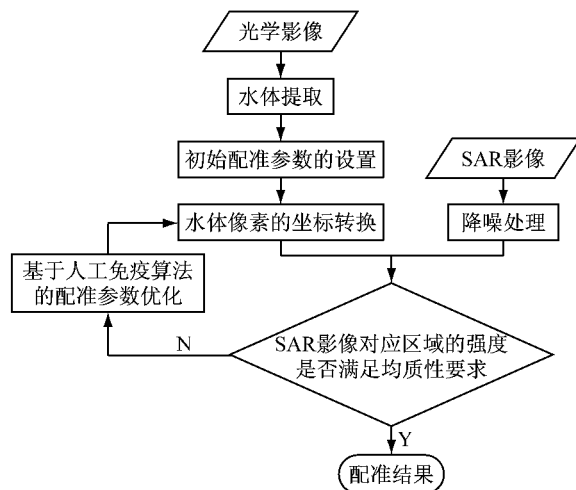 光学影像
水体提取
初始配准参数的设置
SAR影像
水体像素的坐标转换
降噪处理
基于人工免疫算法
的配准参数优化
N
SAR影像对应区域的强度
是否满足均质性要求
Y
配准结果